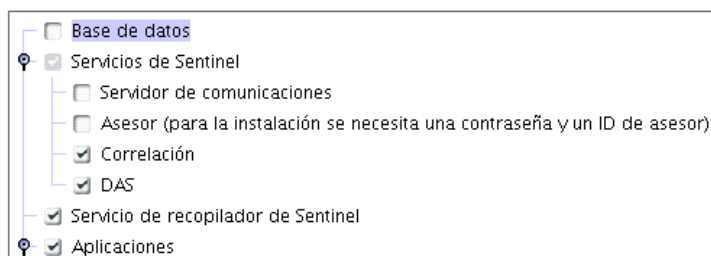 Base de datos
Servicios de Sentinel
Servidor de comunicaciones
Asesor (para la instalación se necesita una contraseña y un ID de asesor)
Correlación
DAS
Servicio de recopilador de Sentinel
Aplicaciones